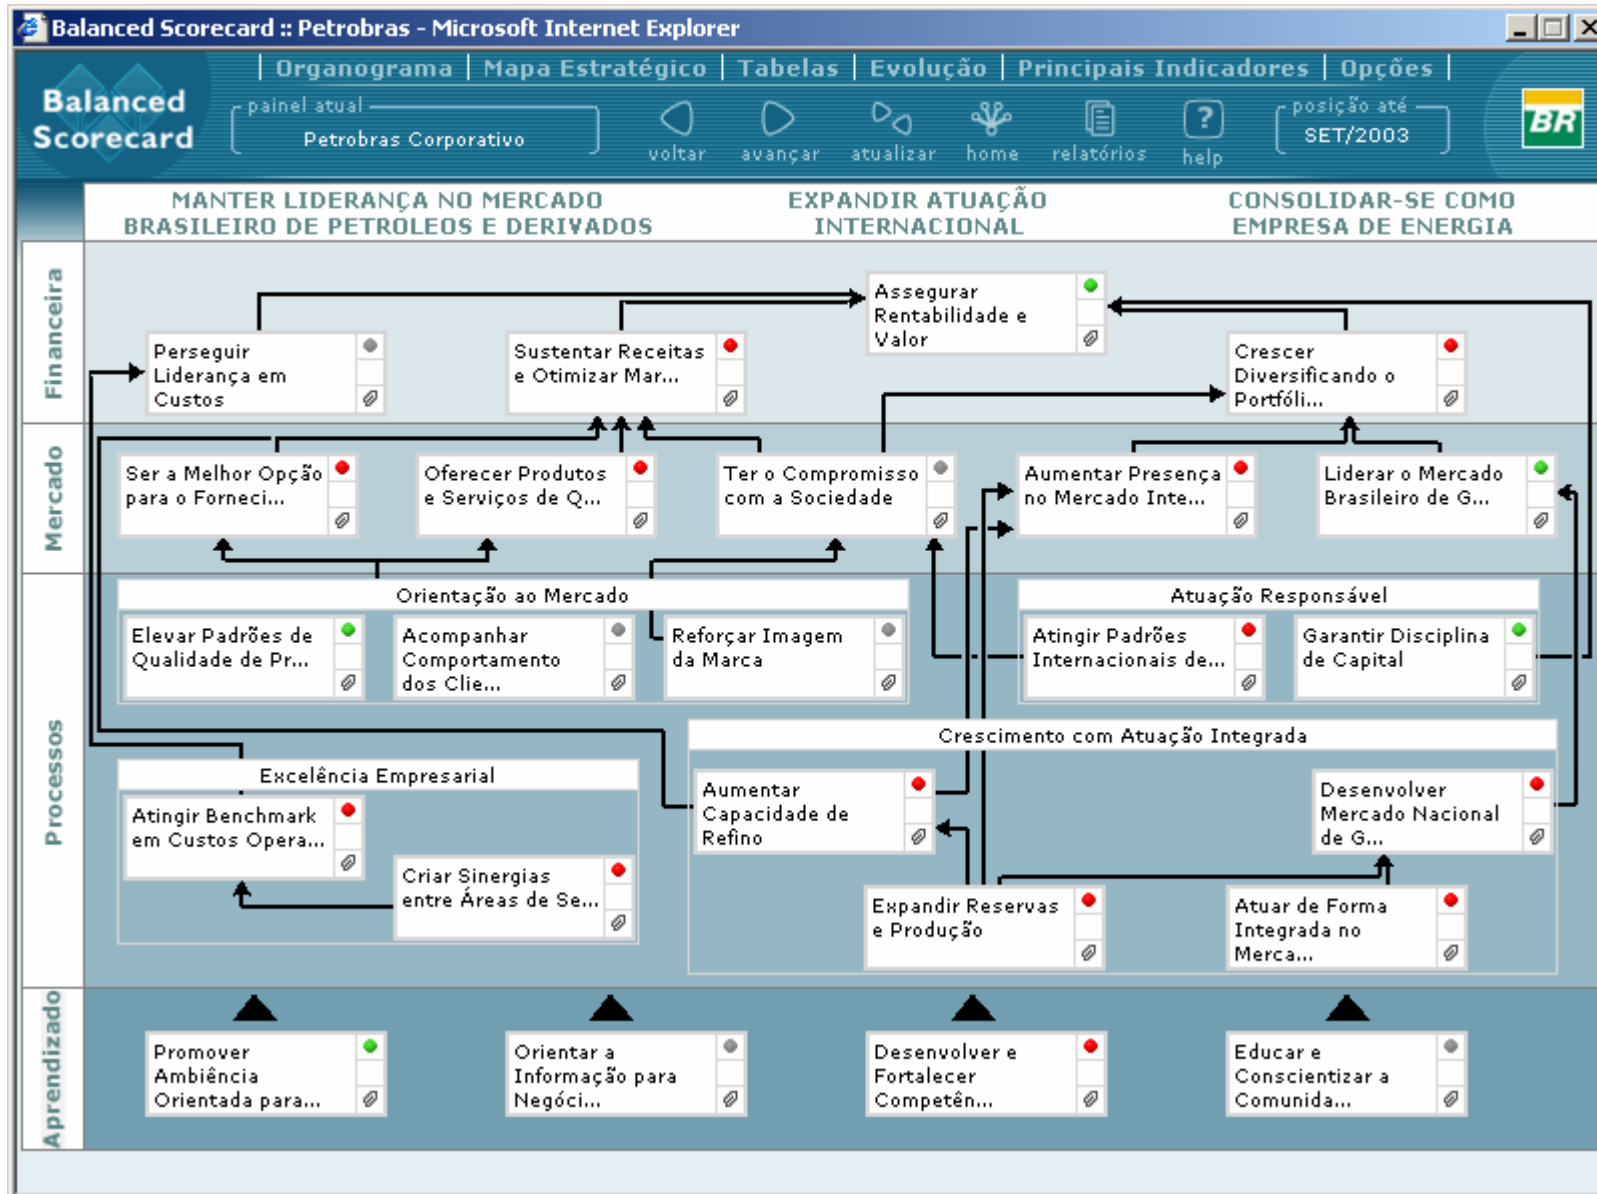 Balanced Scorecard :: Petrobras - Microsoft Internet Explorer
Organograma | Mapa Estratégico | Tabelas | Evolução | Principais Indicadores | Opções |
Balanced
Scorecard
painel atual
Petrobras Corporativo
voltar
avançar
atualizar
home
relatórios
?
help
posição até
SET/2003
BR
MANTER LIDERANÇA NO MERCADO
BRASILEIRO DE PETROLEOS E DERIVADOS
EXPANDIR ATUAÇÃO
INTERNACIONAL
CONSOLIDAR-SE COMO
EMPRESA DE ENERGIA
Financeira
Assegurar
Rentabilidade e
Valor
Perseguir
Liderança em
Custos
Sustentar Receitas
e Otimizar Mar...
Crescer
Diversificando o
Portfóli...
Mercado
Ser a Melhor Opção
para o Forneci...
Oferecer Produtos
e Serviços de Q...
Ter o Compromisso
com a Sociedade
Aumentar Presença
no Mercado Inte...
Liderar o Mercado
Brasileiro de G...
Processos
Orientação ao Mercado
Elevar Padrões de
Qualidade de Pr...
Acompanhar
Comportamento
dos Clie...
Reforçar Imagem
da Marca
Atuação Responsável
Atingir Padrões
Internacionais de...
Garantir Disciplina
de Capital
Excelência Empresarial
Atingir Benchmark
em Custos Opera...
Criar Sinergias
entre Áreas de Se...
Crescimento com Atuação Integrada
Aumentar
Capacidade de
Refino
Desenvolver
Mercado Nacional
de G...
Expandir Reservas
e Produção
Atuar de Forma
Integrada no
Merca...
Aprendizado
Promover
Ambiência
Orientada para...
Orientar a
Informação para
Negóci...
Desenvolver e
Fortalecer
Competên...
Educar e
Conscientizar a
Comunida...